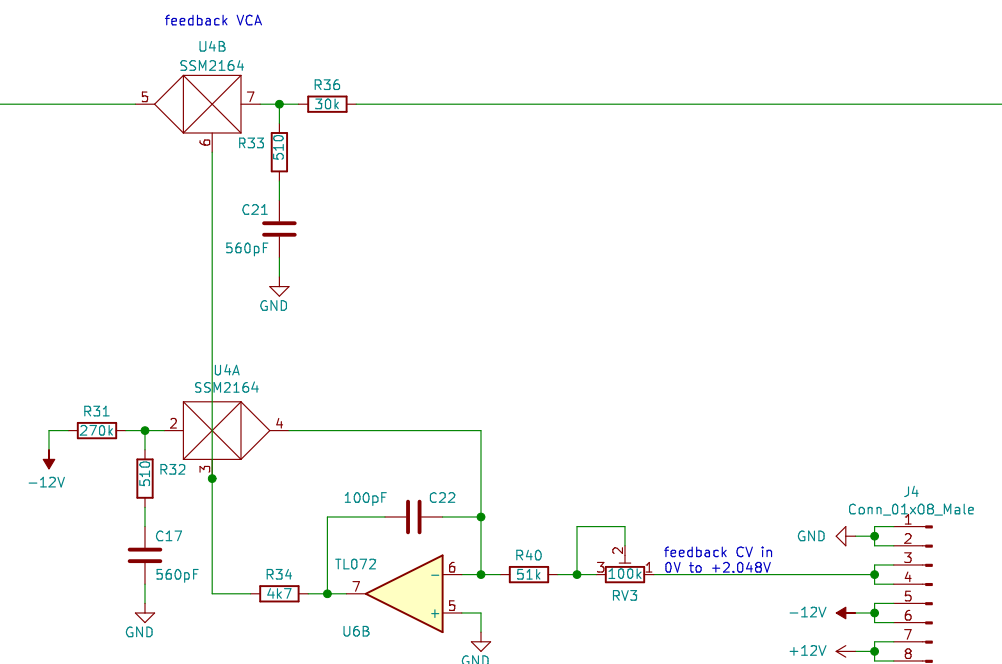 feedback VCA
U4B
SSM2164
5
7
R36
30k
6
R33
510
C21
560pF
GND
U4A
SSM2164
R31
270k
2
4
3
-12V
R32
510
C17
560pF
GND
100pF
C22
TL072
R34
4k7
7
6
5
U6B
GND
R40
51k
2
3
100k
1
RV3
feedback CV in
0V to +2.048V
J4
Conn_01x08_Male
GND
1
2
3
4
-12V
5
6
+12V
7
8